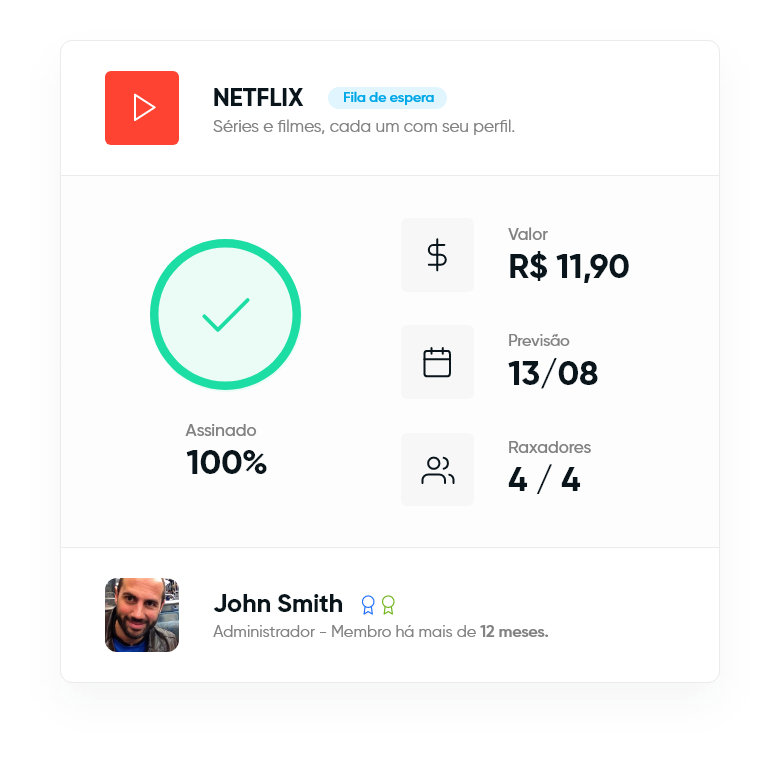 NETFLIX Fila de espera
Séries e filmes, cada um com seu perfil.
Valor
R$ 11,90
Previsão
13/08
Assinado
100%
Raxadores
4 / 4
John Smith
Administrador - Membro há mais de 12 meses.